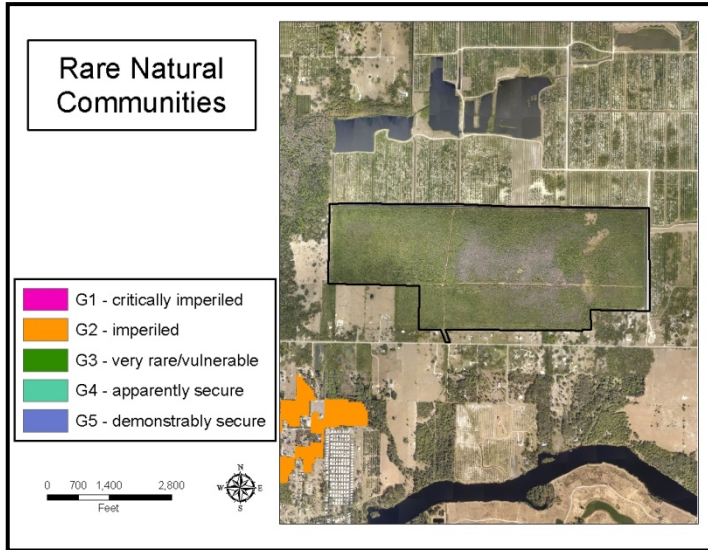 Rare Natural
Communities
G1 - critically imperiled
G2 - imperiled
G3 - very rare/vulnerable
G4 - apparently secure
G5 - demonstrably secure
0 700 1,400 2,800
Feet
N
W E
S